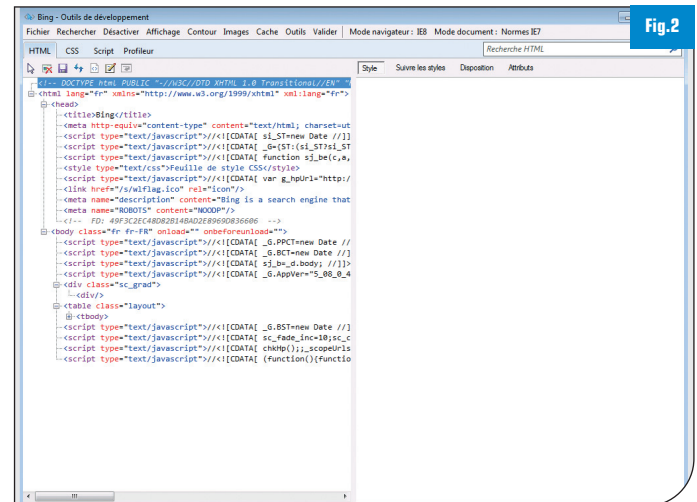 Bing - Outils de développement
Fig.2
Fichier Rechercher Désactiver Affichage Contour Images Cache Outils Valider | Mode navigateur : IE8 Mode document : Normes IE7
HTML CSS Script Profileur
Recherche HTML
Style Suivre les styles Disposition Attributs
<!-- DOCTYPE html PUBLIC "-//W3C//DTD XHTML 1.0 Transitional//EN" "
<html lang="fr" xmlns="http://www.w3.org/1999/xhtml" xml:lang="fr">
<head>
<title>Bing</title>
<meta http-equiv="content-type" content="text/html; charset=ut
<script type="text/javascript">//<![CDATA[ si_ST=new Date //]]
<script type="text/javascript">//<![CDATA[ _G={ST:(si_ST?si_ST
<script type="text/javascript">//<![CDATA[ function sj_be(c,a,
<style type="text/css">Feuille de style CSS</style>
<script type="text/javascript">//<![CDATA[ var g_hpUrl="http:/
<link href="/s/wlflag.ico" rel="icon"/>
<meta name="description" content="Bing is a search engine that
<meta name="ROBOTS" content="NOODP"/>
<!-- FD: 49F3C2EC4BD82B14BAD2E8969D836606 -->
<body class="fr fr-FR" onload="" onbeforeunload="">
<script type="text/javascript">//<![CDATA[ _G.PPCT=new Date //
<script type="text/javascript">//<![CDATA[ _G.BCT=new Date //]
<script type="text/javascript">//<![CDATA[ sj_b=_d.body; //]]>
<script type="text/javascript">//<![CDATA[ _G.AppVer="5_08_0_4
<div class="sc_grad">
<div/>
<table class="layout">
<tbody>
<script type="text/javascript">//<![CDATA[ _G.BST=new Date //]
<script type="text/javascript">//<![CDATA[ sc_fade_inc=10;sc_c
<script type="text/javascript">//<![CDATA[ chkHp();;_scopeUrls
<script type="text/javascript">//<![CDATA[ (function(){functio